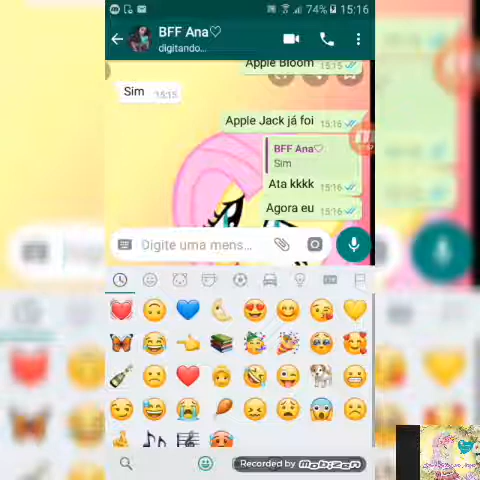 74% 15:16
BFF Ana♡
digitando...
Apple Bloom 15:15
Sim 15:15
Apple Jack já foi 15:16
BFF Ana♡
Sim
Ata kkkk 15:16
Agora eu 15:16
Digite uma mens...
Recorded by Mobizen